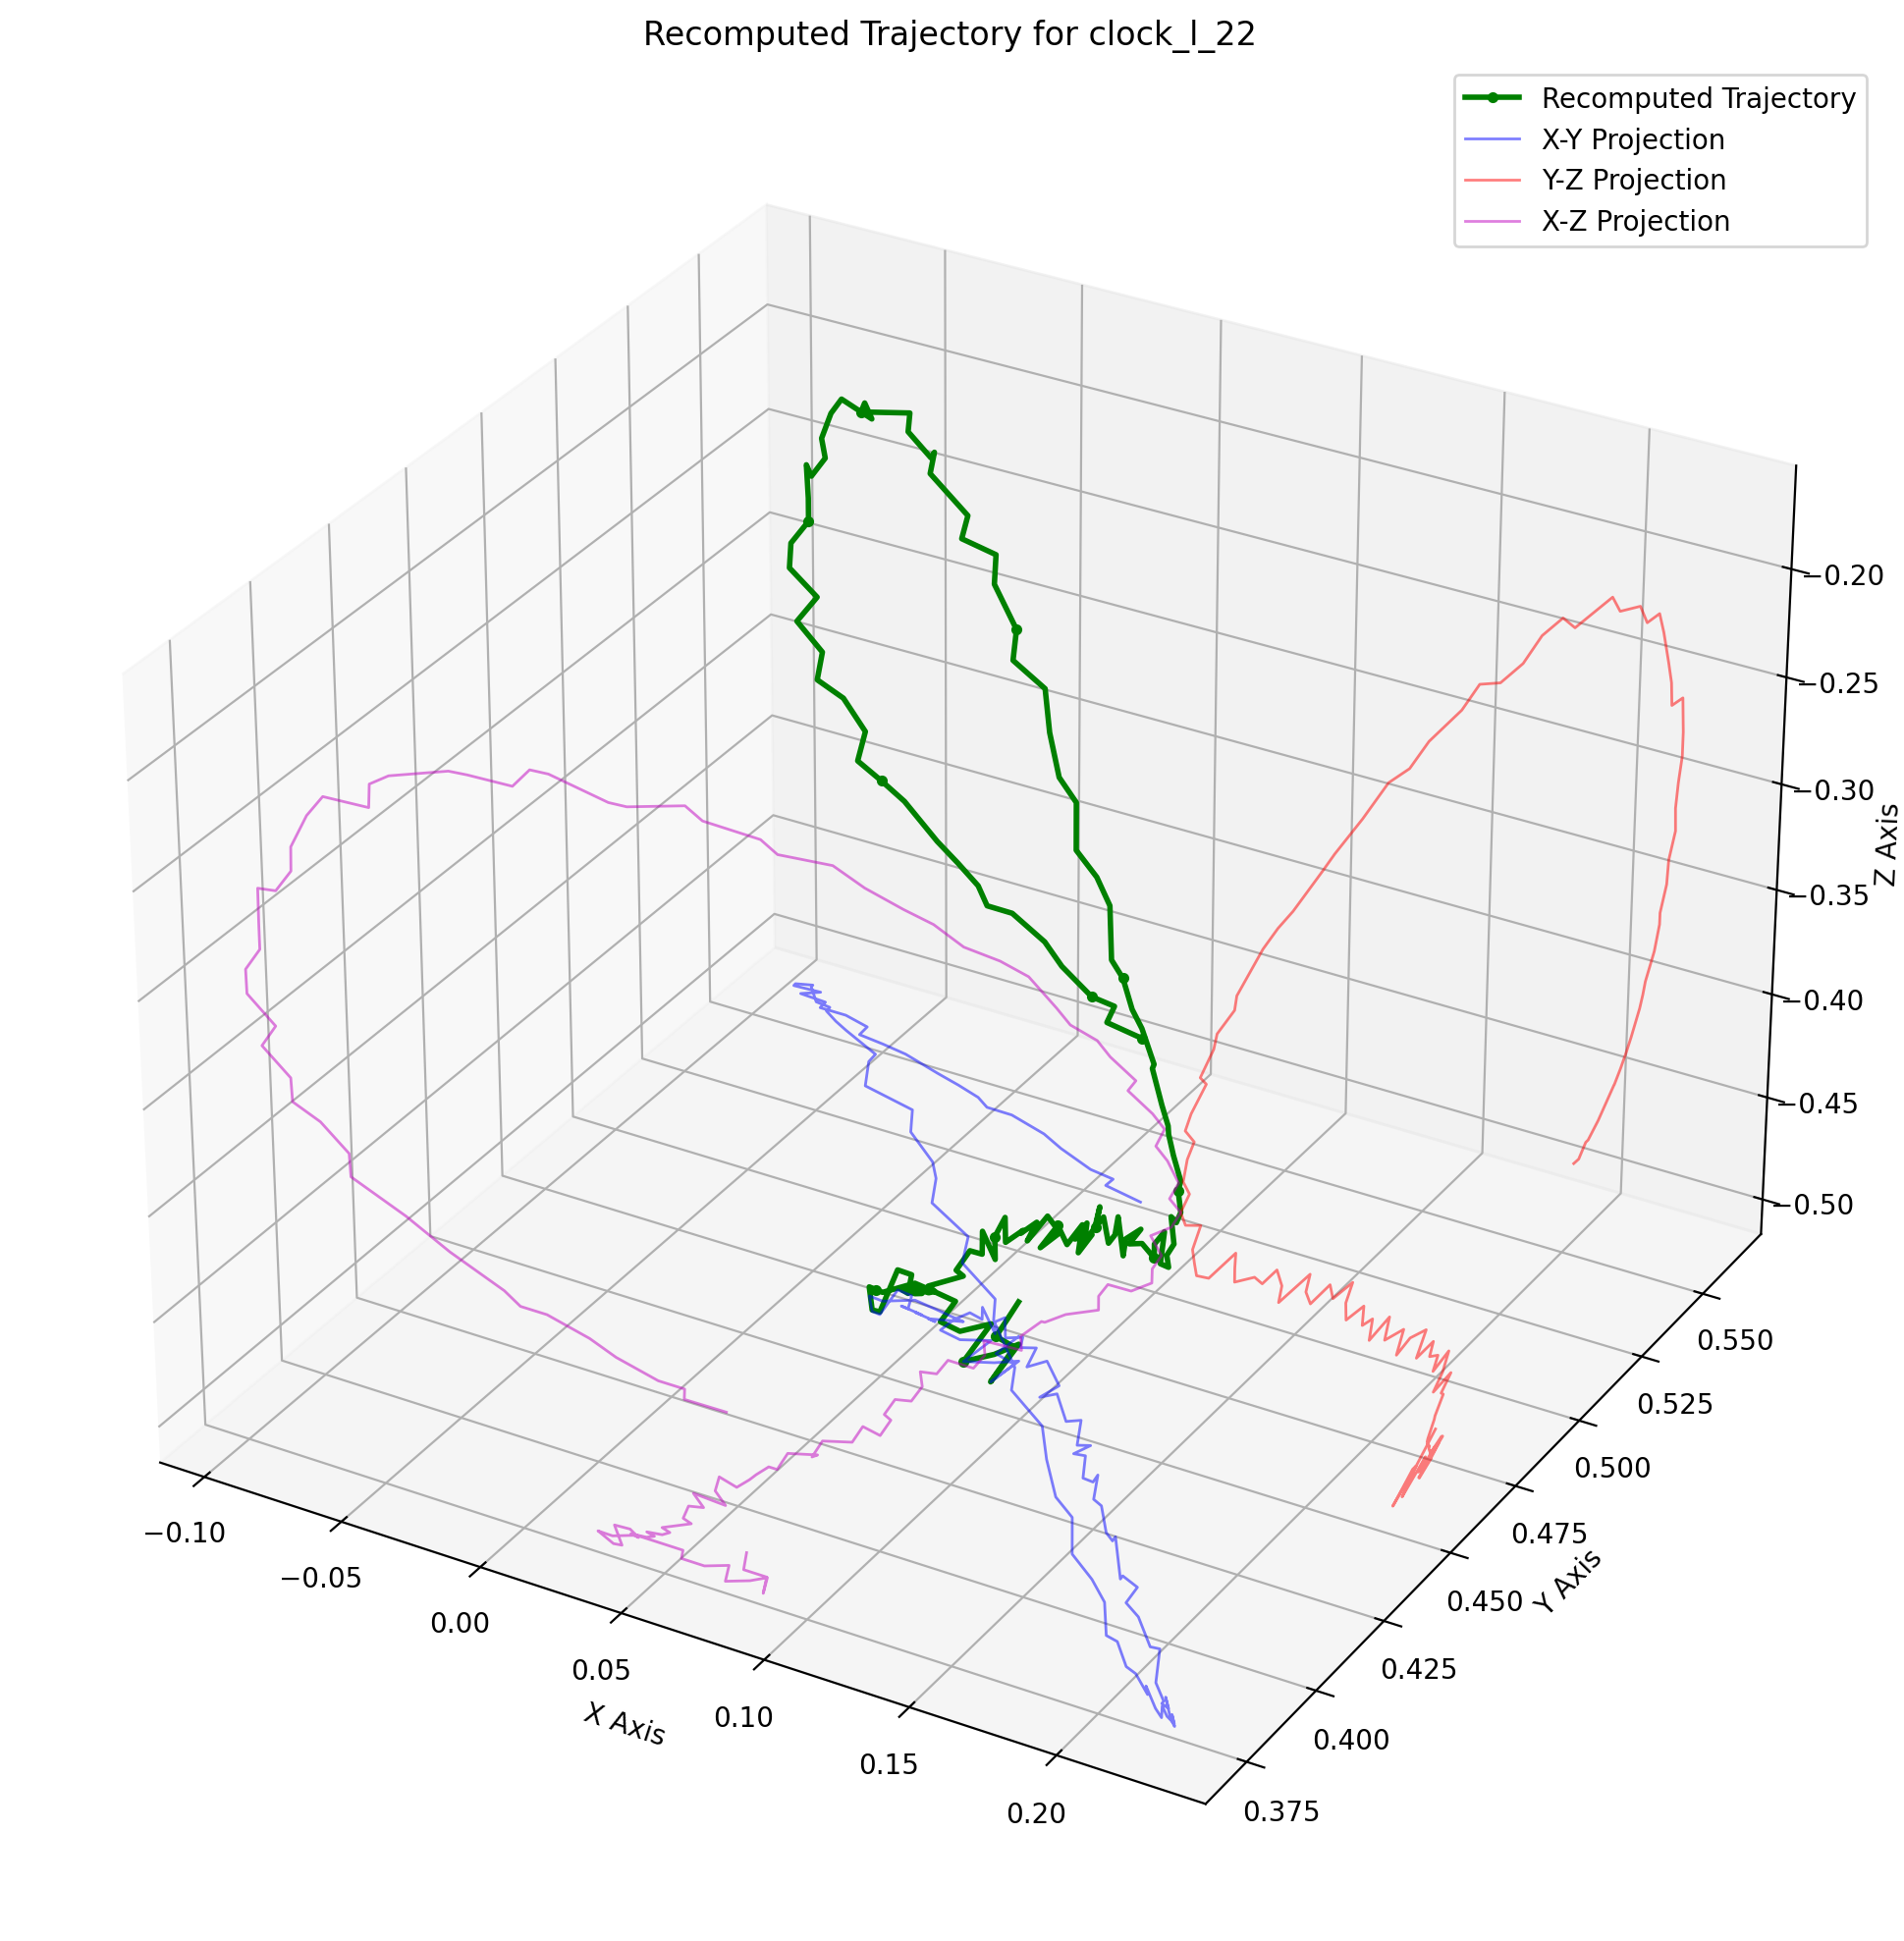 Recomputed Trajectory for clock_l_22
Recomputed Trajectory
X-Y Projection
Y-Z Projection
X-Z Projection
−0.20
−0.25
−0.30
−0.35
−0.40
−0.45
−0.50
Z Axis
0.550
0.525
0.500
0.475
0.450
0.425
0.400
0.375
Y Axis
−0.10
−0.05
0.00
0.05
0.10
0.15
0.20
X Axis